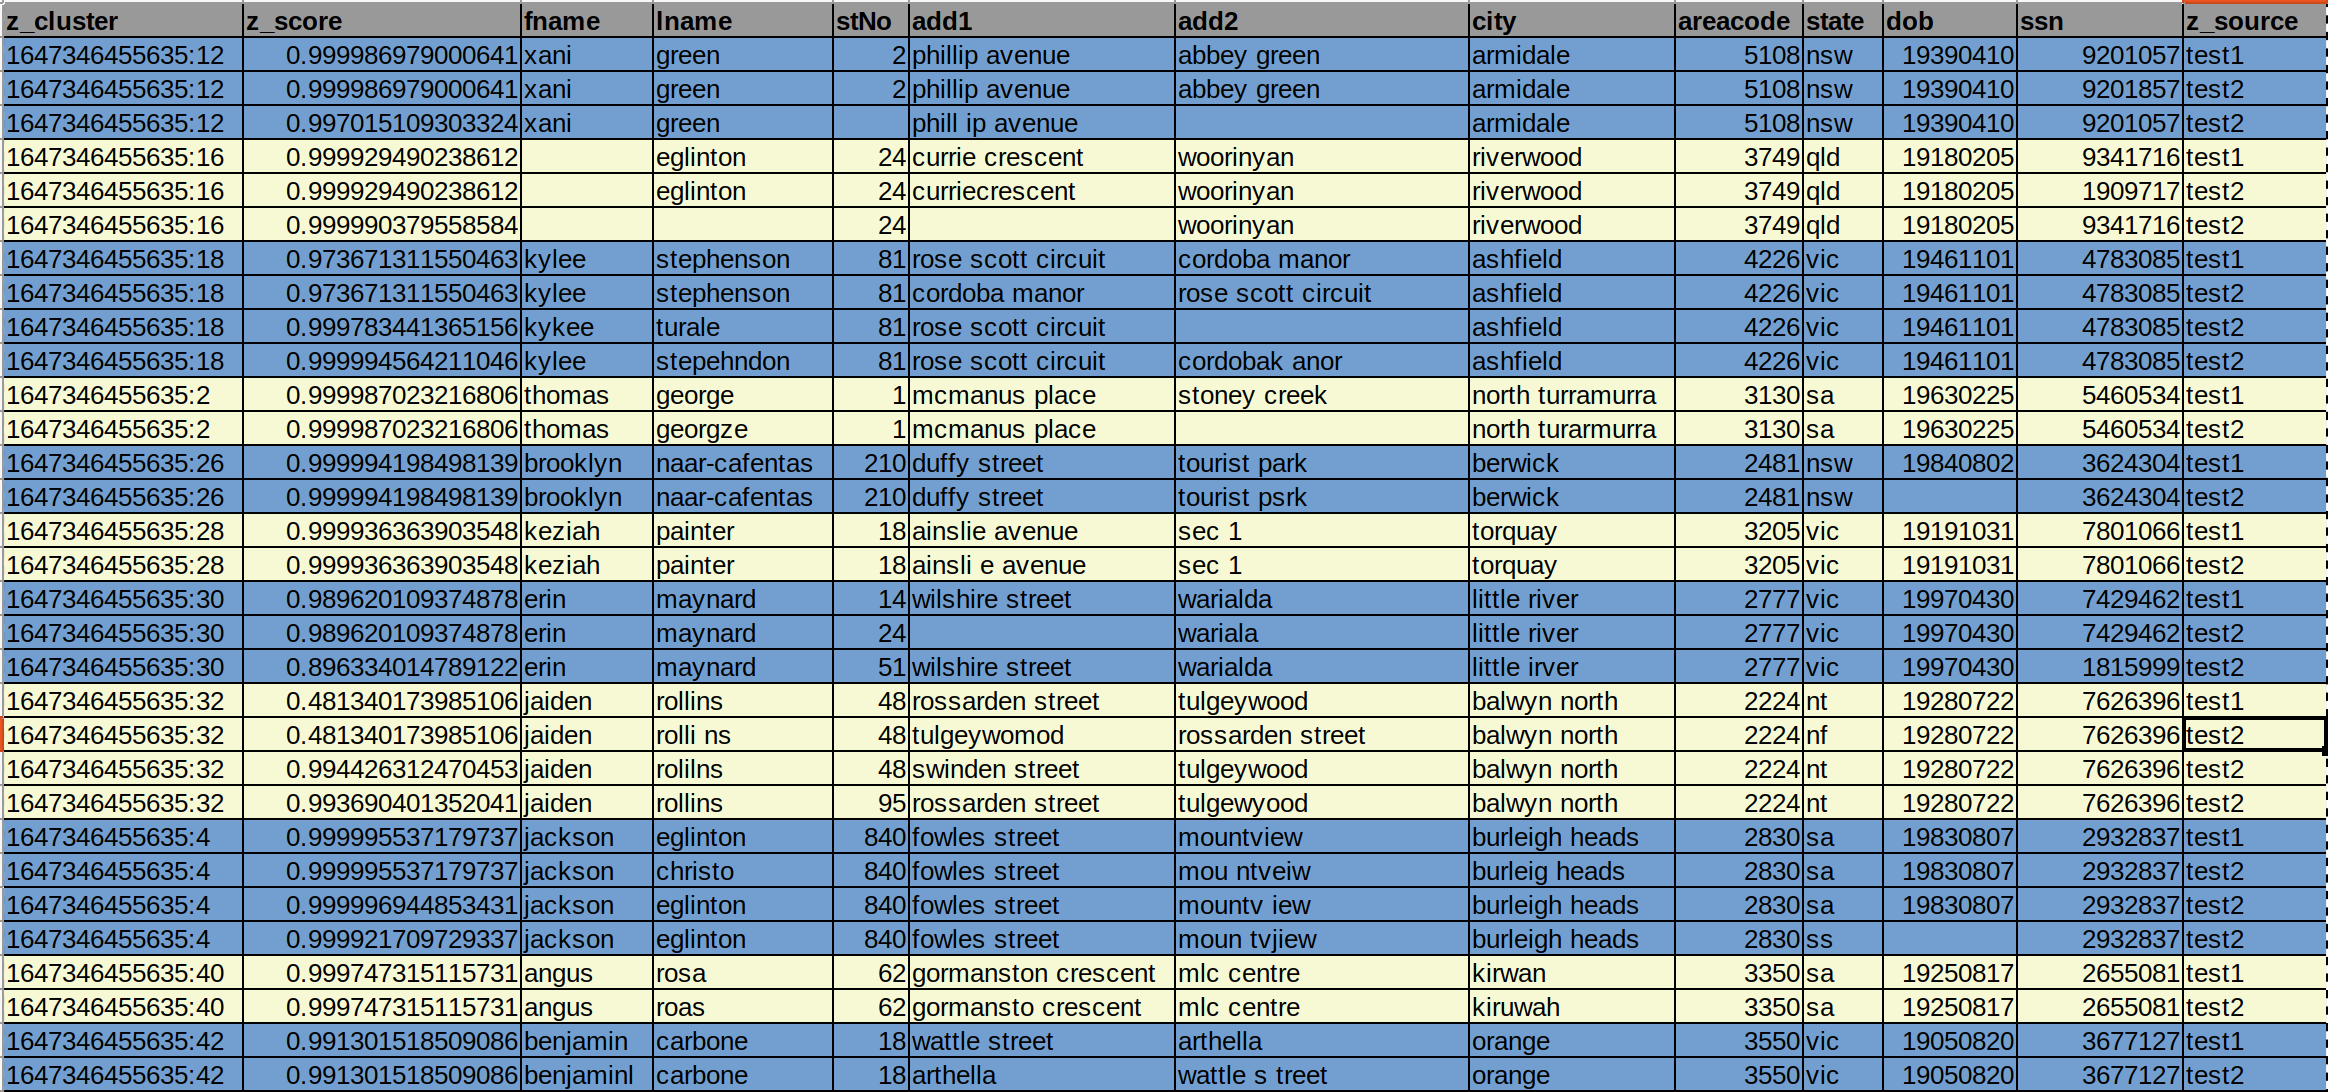 z_cluster z_score fname lname stNo add1 add2 city areacode state dob ssn z_source
1647346455635:12 0.999986979000641 xani green 2 phillip avenue abbey green armidale 5108 nsw 19390410 9201057 test1
1647346455635:12 0.999986979000641 xani green 2 phillip avenue abbey green armidale 5108 nsw 19390410 9201857 test2
1647346455635:12 0.997015109303324 xani green phill ip avenue armidale 5108 nsw 19390410 9201057 test2
1647346455635:16 0.999929490238612 eglinton 24 currie crescent woorinyan riverwood 3749 qld 19180205 9341716 test1
1647346455635:16 0.999929490238612 eglinton 24 curriecrescent woorinyan riverwood 3749 qld 19180205 1909717 test2
1647346455635:16 0.999990379558584 24 woorinyan riverwood 3749 qld 19180205 9341716 test2
1647346455635:18 0.973671311550463 kylee stephenson 81 rose scott circuit cordoba manor ashfield 4226 vic 19461101 4783085 test1
1647346455635:18 0.973671311550463 kylee stephenson 81 cordoba manor rose scott circuit ashfield 4226 vic 19461101 4783085 test2
1647346455635:18 0.999783441365156 kykee turale 81 rose scott circuit ashfield 4226 vic 19461101 4783085 test2
1647346455635:18 0.999994564211046 kylee stepehndon 81 rose scott circuit cordobak anor ashfield 4226 vic 19461101 4783085 test2
1647346455635:2 0.999987023216806 thomas george 1 mcmanus place stoney creek north turramurra 3130 sa 19630225 5460534 test1
1647346455635:2 0.999987023216806 thomas georgze 1 mcmanus place north turarmurra 3130 sa 19630225 5460534 test2
1647346455635:26 0.999994198498139 brooklyn naar-cafentas 210 duffy street tourist park berwick 2481 nsw 19840802 3624304 test1
1647346455635:26 0.999994198498139 brooklyn naar-cafentas 210 duffy street tourist psrk berwick 2481 nsw 3624304 test2
1647346455635:28 0.999936363903548 keziah painter 18 ainslie avenue sec 1 torquay 3205 vic 19191031 7801066 test1
1647346455635:28 0.999936363903548 keziah painter 18 ainsli e avenue sec 1 torquay 3205 vic 19191031 7801066 test2
1647346455635:30 0.989620109374878 erin maynard 14 wilshire street warialda little river 2777 vic 19970430 7429462 test1
1647346455635:30 0.989620109374878 erin maynard 24 wariala little river 2777 vic 19970430 7429462 test2
1647346455635:30 0.896334014789122 erin maynard 51 wilshire street warialda little irver 2777 vic 19970430 1815999 test2
1647346455635:32 0.481340173985106 jaiden rollins 48 rossarden street tulgeywood balwyn north 2224 nt 19280722 7626396 test1
1647346455635:32 0.481340173985106 jaiden rolli ns 48 tulgeywomod rossarden street balwyn north 2224 nf 19280722 7626396 test2
1647346455635:32 0.994426312470453 jaiden rolilns 48 swinden street tulgeywood balwyn north 2224 nt 19280722 7626396 test2
1647346455635:32 0.993690401352041 jaiden rollins 95 rossarden street tulgewyood balwyn north 2224 nt 19280722 7626396 test2
1647346455635:4 0.999995537179737 jackson eglinton 840 fowles street mountview burleigh heads 2830 sa 19830807 2932837 test1
1647346455635:4 0.999995537179737 jackson christo 840 fowles street mou ntveiw burleig heads 2830 sa 19830807 2932837 test2
1647346455635:4 0.999996944853431 jackson eglinton 840 fowles street mountv iew burleigh heads 2830 sa 19830807 2932837 test2
1647346455635:4 0.999921709729337 jackson eglinton 840 fowles street moun tvjiew burleigh heads 2830 ss 2932837 test2
1647346455635:40 0.999747315115731 angus rosa 62 gormanston crescent mlc centre kirwan 3350 sa 19250817 2655081 test1
1647346455635:40 0.999747315115731 angus roas 62 gormansto crescent mlc centre kiruwah 3350 sa 19250817 2655081 test2
1647346455635:42 0.991301518509086 benjamin carbone 18 wattle street arthella orange 3550 vic 19050820 3677127 test1
1647346455635:42 0.991301518509086 benjaminl carbone 18 arthella wattle s treet orange 3550 vic 19050820 3677127 test2